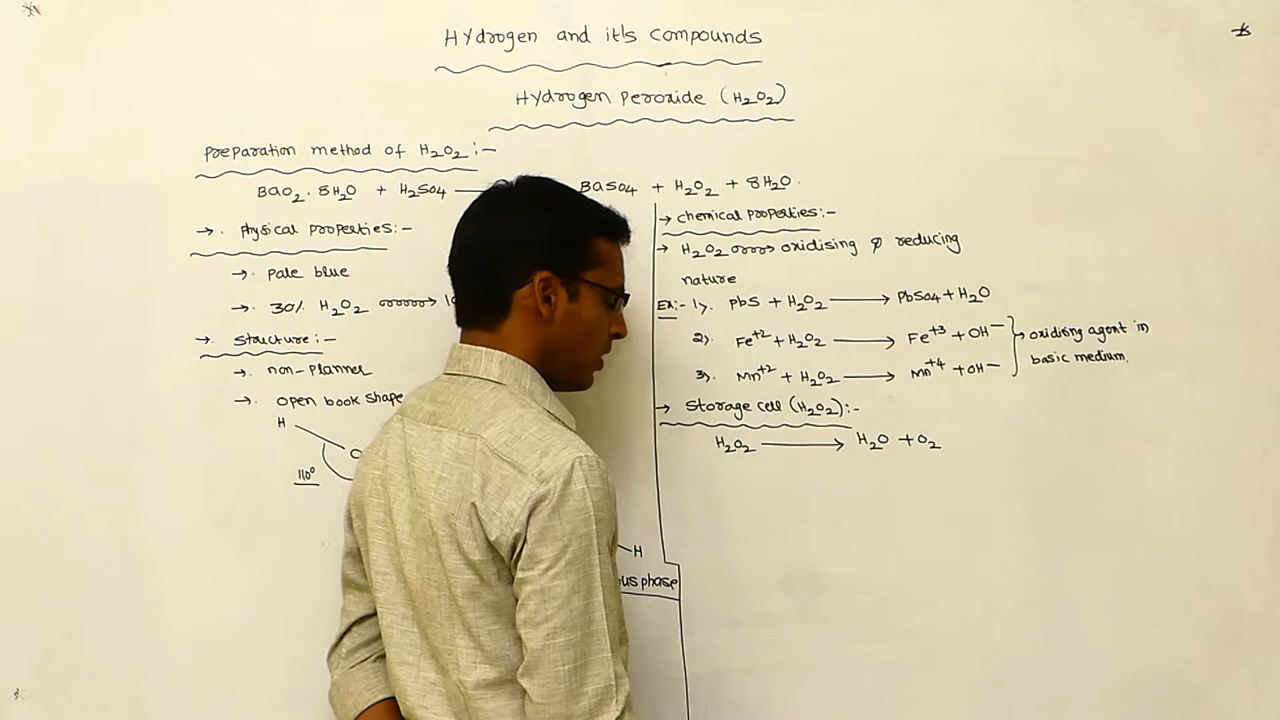 Hydrogen and it's compounds
Hydrogen peroxide (H₂O₂)
preparation method of H₂O₂ :-
BaO₂. 8H₂O + H₂SO₄ —
BaSO₄ + H₂O₂ + 8H₂O.
→. Physical properties:-
→. pale blue
→. 30% H₂O₂ → 10
→. Structure:-
→. non-planner
→. open book shape
H
O
110°
H
ous phase
→ chemical properties:-
→ H₂O₂ → oxidising & reducing
nature
Ex:- 1). PbS + H₂O₂ → PbSO₄ + H₂O
2). Fe⁺² + H₂O₂ → Fe⁺³ + OH⁻
3). Mn⁺² + H₂O₂ → Mn⁺⁴ + OH⁻
} → oxidising agent in
basic medium.
→ Storage cell (H₂O₂):-
H₂O₂ → H₂O + O₂